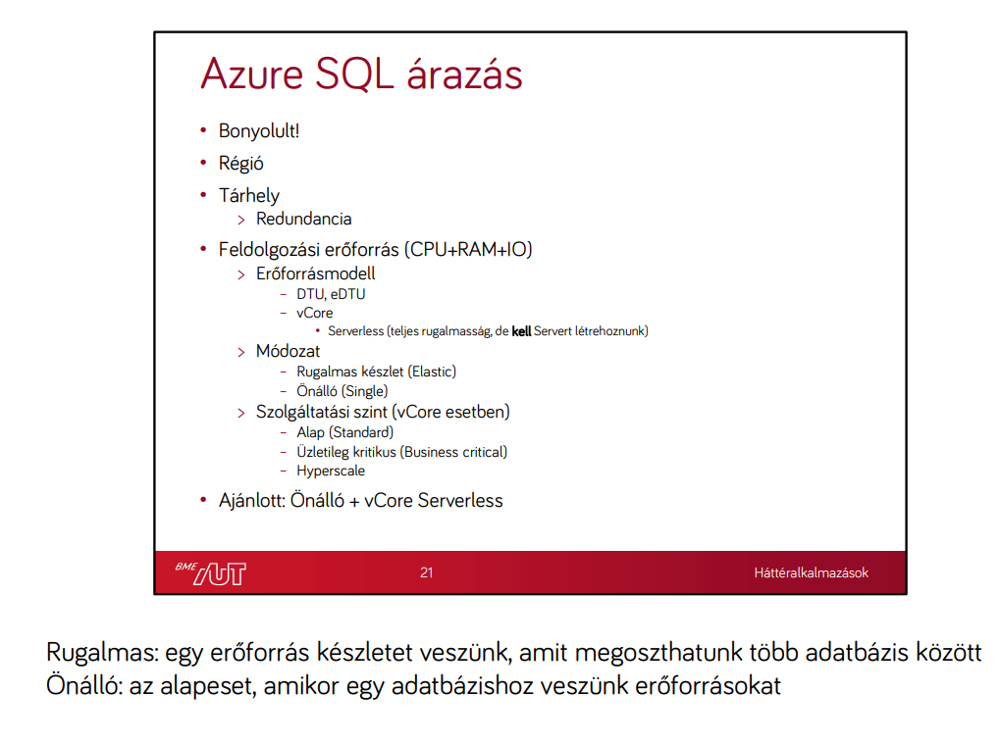 Azure SQL árazás
• Bonyolult!
• Régió
• Tárhely
> Redundancia
• Feldolgozási erőforrás (CPU+RAM+IO)
> Erőforrásmodell
– DTU, eDTU
– vCore
• Serverless (teljes rugalmasság, de kell Servert létrehoznunk)
> Módozat
– Rugalmas készlet (Elastic)
– Önálló (Single)
> Szolgáltatási szint (vCore esetben)
– Alap (Standard)
– Üzletileg kritikus (Business critical)
– Hyperscale
• Ajánlott: Önálló + vCore Serverless
BME AUT
21
Háttéralkalmazások
Rugalmas: egy erőforrás készletet veszünk, amit megoszthatunk több adatbázis között
Önálló: az alapeset, amikor egy adatbázishoz veszünk erőforrásokat